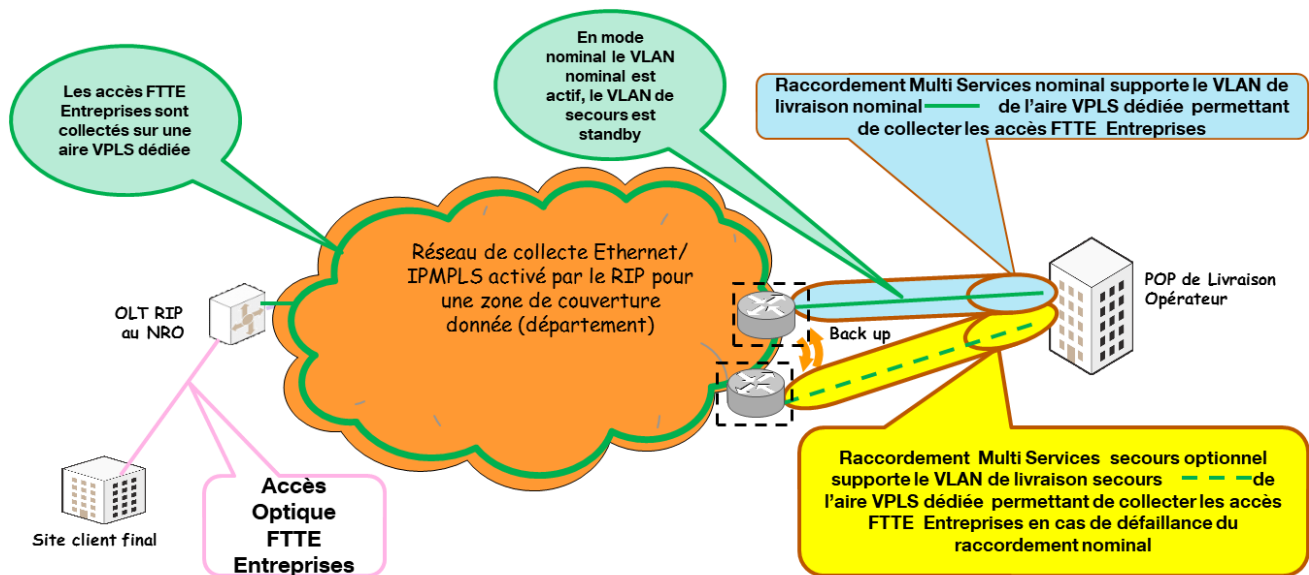 Les accès FTTE
Entreprises sont
collectés sur une
aire VPLS dédiée
En mode
nominal le VLAN
nominal est
actif, le VLAN de
secours est
standby
Raccordement Multi Services nominal supporte le VLAN de
livraison nominal de l'aire VPLS dédiée permettant
de collecter les accès FTTE Entreprises
Réseau de collecte Ethernet/
IPMPLS activé par le RIP pour
une zone de couverture
donnée (département)
OLT RIP
au NRO
Back up
POP de Livraison
Opérateur
Site client final
Accès
Optique
FTTE
Entreprises
Raccordement Multi Services secours optionnel
supporte le VLAN de livraison secours de
l'aire VPLS dédiée permettant de collecter les accès
FTTE Entreprises en cas de défaillance du
raccordement nominal